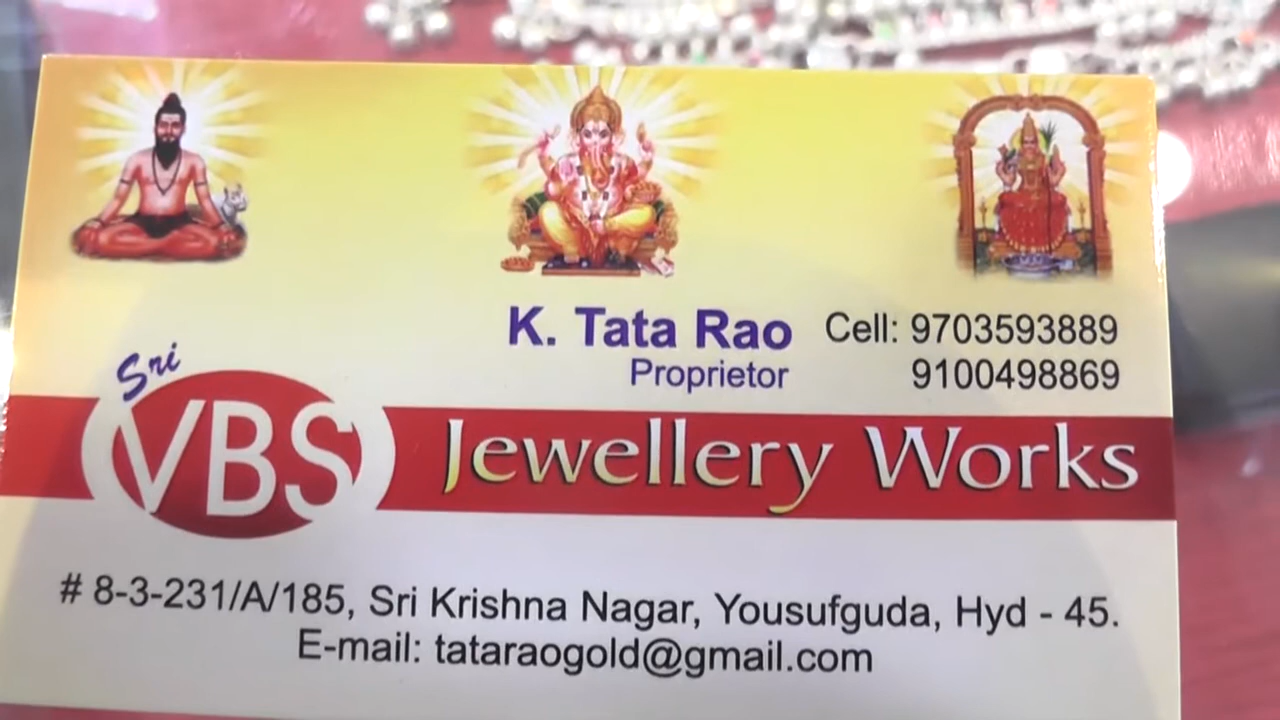 K. Tata Rao
Proprietor
Cell: 9703593889
9100498869
Sri
VBS
Jewellery Works
# 8-3-231/A/185, Sri Krishna Nagar, Yousufguda, Hyd - 45.
E-mail: tataraogold@gmail.com